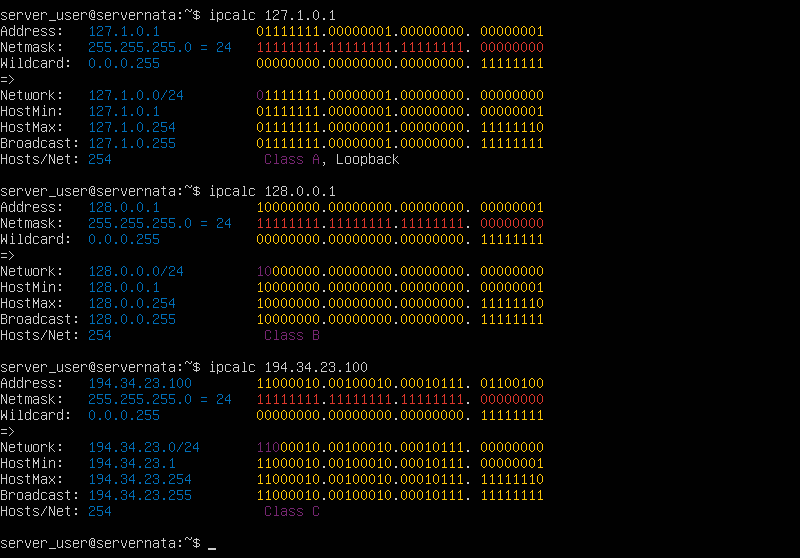 server_user@servernata:~$ ipcalc 127.1.0.1
Address:   127.1.0.1            01111111.00000001.00000000. 00000001
Netmask:   255.255.255.0 = 24   11111111.11111111.11111111. 00000000
Wildcard:  0.0.0.255            00000000.00000000.00000000. 11111111
=>
Network:   127.1.0.0/24         01111111.00000001.00000000. 00000000
HostMin:   127.1.0.1            01111111.00000001.00000000. 00000001
HostMax:   127.1.0.254          01111111.00000001.00000000. 11111110
Broadcast: 127.1.0.255          01111111.00000001.00000000. 11111111
Hosts/Net: 254                   Class A, Loopback
server_user@servernata:~$ ipcalc 128.0.0.1
Address:   128.0.0.1            10000000.00000000.00000000. 00000001
Netmask:   255.255.255.0 = 24   11111111.11111111.11111111. 00000000
Wildcard:  0.0.0.255            00000000.00000000.00000000. 11111111
=>
Network:   128.0.0.0/24         10000000.00000000.00000000. 00000000
HostMin:   128.0.0.1            10000000.00000000.00000000. 00000001
HostMax:   128.0.0.254          10000000.00000000.00000000. 11111110
Broadcast: 128.0.0.255          10000000.00000000.00000000. 11111111
Hosts/Net: 254                   Class B
server_user@servernata:~$ ipcalc 194.34.23.100
Address:   194.34.23.100        11000010.00100010.00010111. 01100100
Netmask:   255.255.255.0 = 24   11111111.11111111.11111111. 00000000
Wildcard:  0.0.0.255            00000000.00000000.00000000. 11111111
=>
Network:   194.34.23.0/24       11000010.00100010.00010111. 00000000
HostMin:   194.34.23.1          11000010.00100010.00010111. 00000001
HostMax:   194.34.23.254        11000010.00100010.00010111. 11111110
Broadcast: 194.34.23.255        11000010.00100010.00010111. 11111111
Hosts/Net: 254                   Class C
server_user@servernata:~$ _